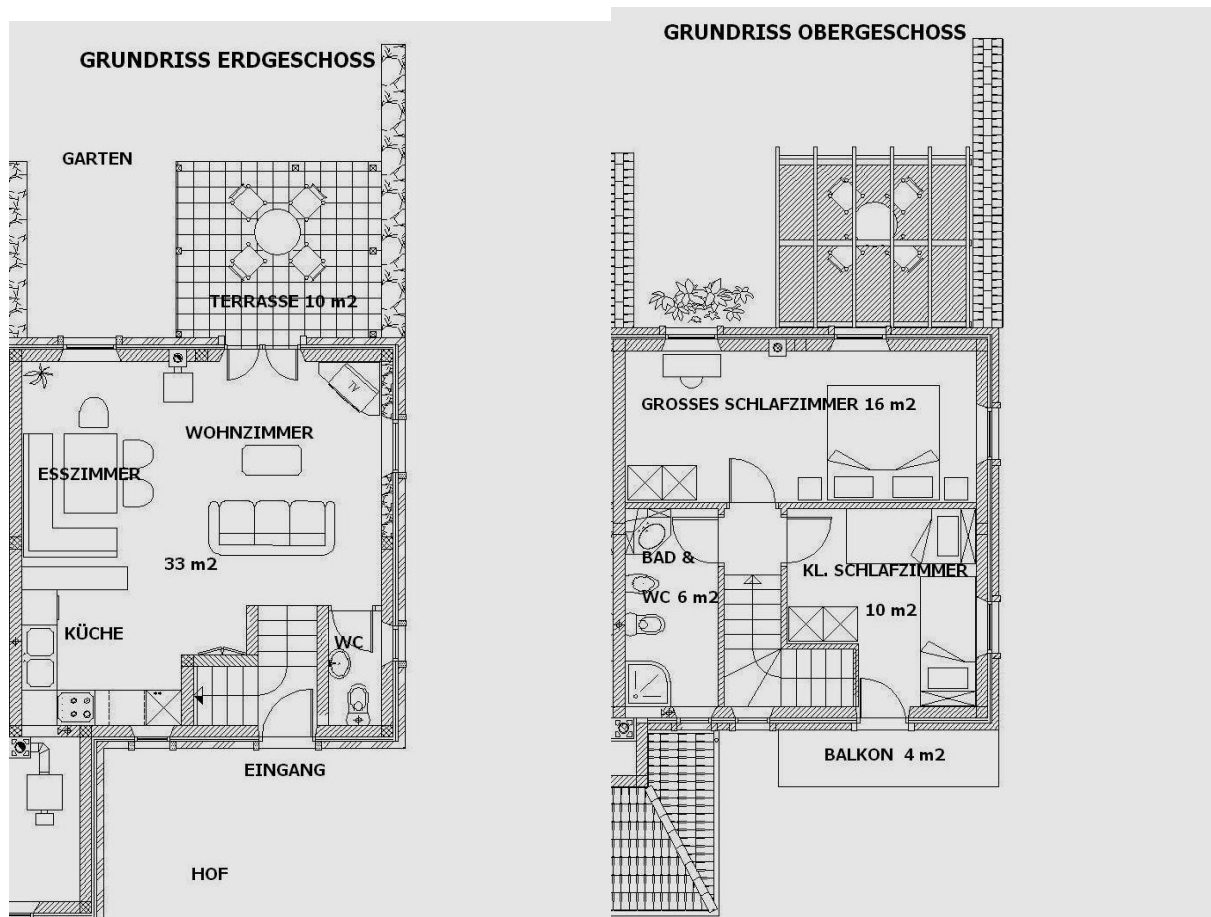 GRUNDRISS ERDGESCHOSS
GARTEN
TERRASSE 10 m2
TV
WOHNZIMMER
ESSZIMMER
33 m2
KÜCHE
WC
EINGANG
HOF
GRUNDRISS OBERGESCHOSS
GROSSES SCHLAFZIMMER 16 m2
BAD &
WC 6 m2
KL. SCHLAFZIMMER
10 m2
BALKON 4 m2